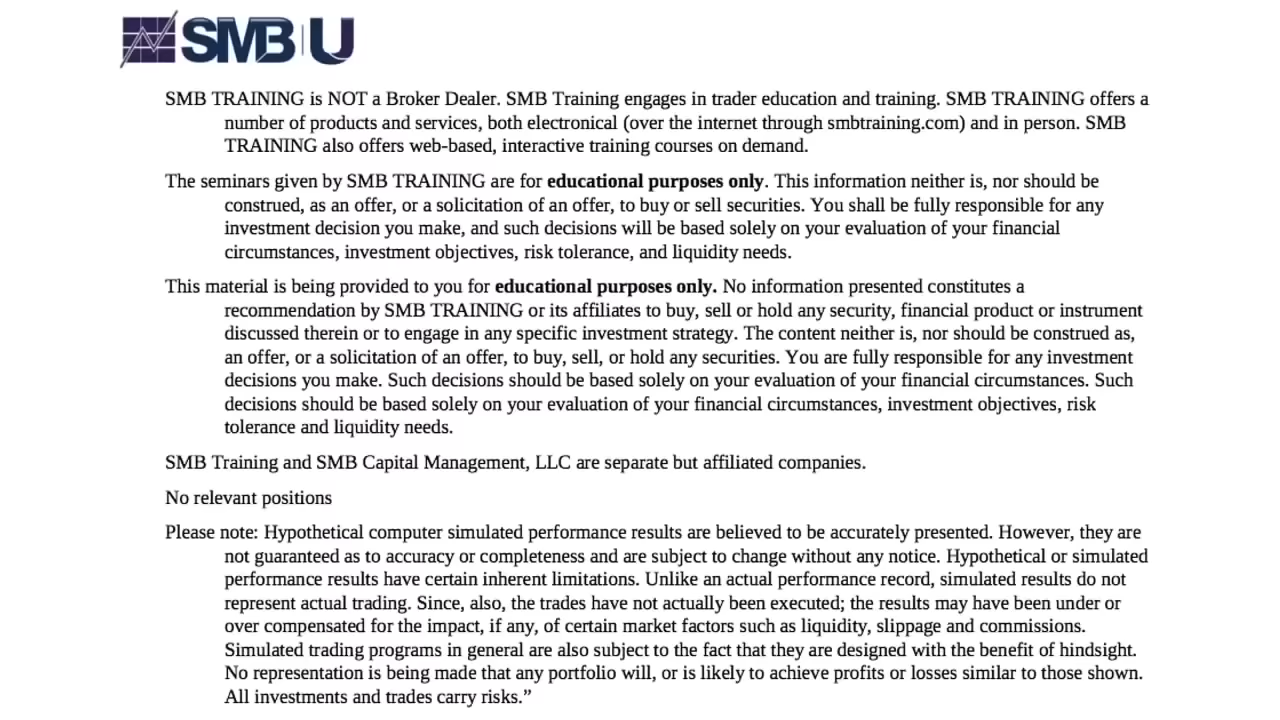 SMB U
SMB TRAINING is NOT a Broker Dealer. SMB Training engages in trader education and training. SMB TRAINING offers a
number of products and services, both electronical (over the internet through smbtraining.com) and in person. SMB
TRAINING also offers web-based, interactive training courses on demand.
The seminars given by SMB TRAINING are for educational purposes only. This information neither is, nor should be
construed, as an offer, or a solicitation of an offer, to buy or sell securities. You shall be fully responsible for any
investment decision you make, and such decisions will be based solely on your evaluation of your financial
circumstances, investment objectives, risk tolerance, and liquidity needs.
This material is being provided to you for educational purposes only. No information presented constitutes a
recommendation by SMB TRAINING or its affiliates to buy, sell or hold any security, financial product or instrument
discussed therein or to engage in any specific investment strategy. The content neither is, nor should be construed as,
an offer, or a solicitation of an offer, to buy, sell, or hold any securities. You are fully responsible for any investment
decisions you make. Such decisions should be based solely on your evaluation of your financial circumstances. Such
decisions should be based solely on your evaluation of your financial circumstances, investment objectives, risk
tolerance and liquidity needs.
SMB Training and SMB Capital Management, LLC are separate but affiliated companies.
No relevant positions
Please note: Hypothetical computer simulated performance results are believed to be accurately presented. However, they are
not guaranteed as to accuracy or completeness and are subject to change without any notice. Hypothetical or simulated
performance results have certain inherent limitations. Unlike an actual performance record, simulated results do not
represent actual trading. Since, also, the trades have not actually been executed; the results may have been under or
over compensated for the impact, if any, of certain market factors such as liquidity, slippage and commissions.
Simulated trading programs in general are also subject to the fact that they are designed with the benefit of hindsight.
No representation is being made that any portfolio will, or is likely to achieve profits or losses similar to those shown.
All investments and trades carry risks.”